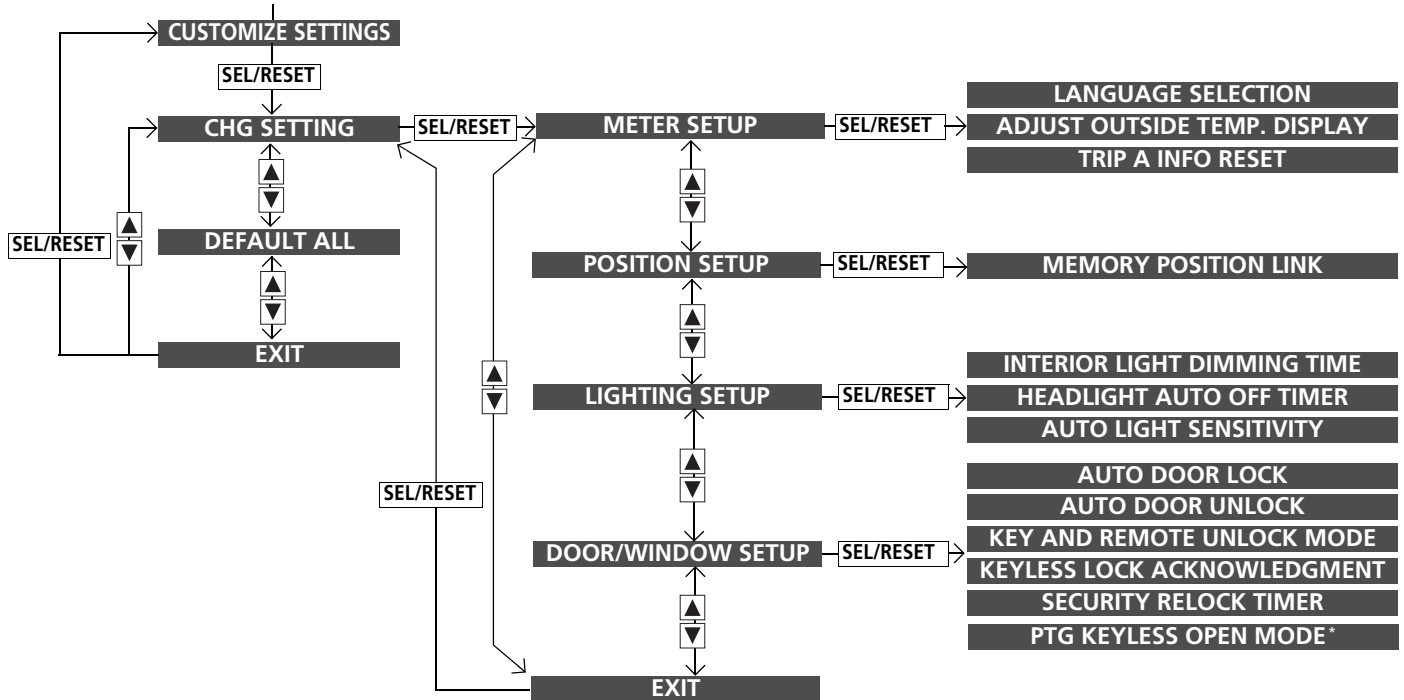 CUSTOMIZE SETTINGS
SEL/RESET
CHG SETTING
SEL/RESET
METER SETUP
SEL/RESET
LANGUAGE SELECTION
ADJUST OUTSIDE TEMP. DISPLAY
TRIP A INFO RESET
▲
▼
▲
▼
▲
▼
SEL/RESET
DEFAULT ALL
▲
▼
EXIT
POSITION SETUP
SEL/RESET
MEMORY POSITION LINK
▲
▼
▲
▼
LIGHTING SETUP
SEL/RESET
INTERIOR LIGHT DIMMING TIME
HEADLIGHT AUTO OFF TIMER
AUTO LIGHT SENSITIVITY
▲
▼
SEL/RESET
DOOR/WINDOW SETUP
SEL/RESET
AUTO DOOR LOCK
AUTO DOOR UNLOCK
KEY AND REMOTE UNLOCK MODE
KEYLESS LOCK ACKNOWLEDGMENT
SECURITY RELOCK TIMER
PTG KEYLESS OPEN MODE*
▲
▼
EXIT